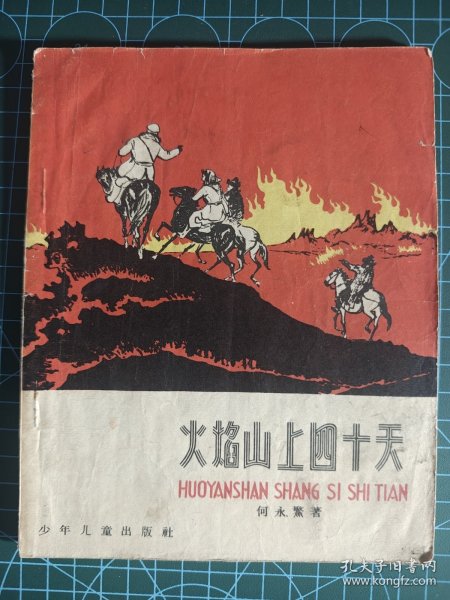 火焰山上四十天
HUOYANSHAN SHANG SI SHI TIAN
何永鰲著
少年儿童出版社
孔夫子旧书网
www.kongfz.com